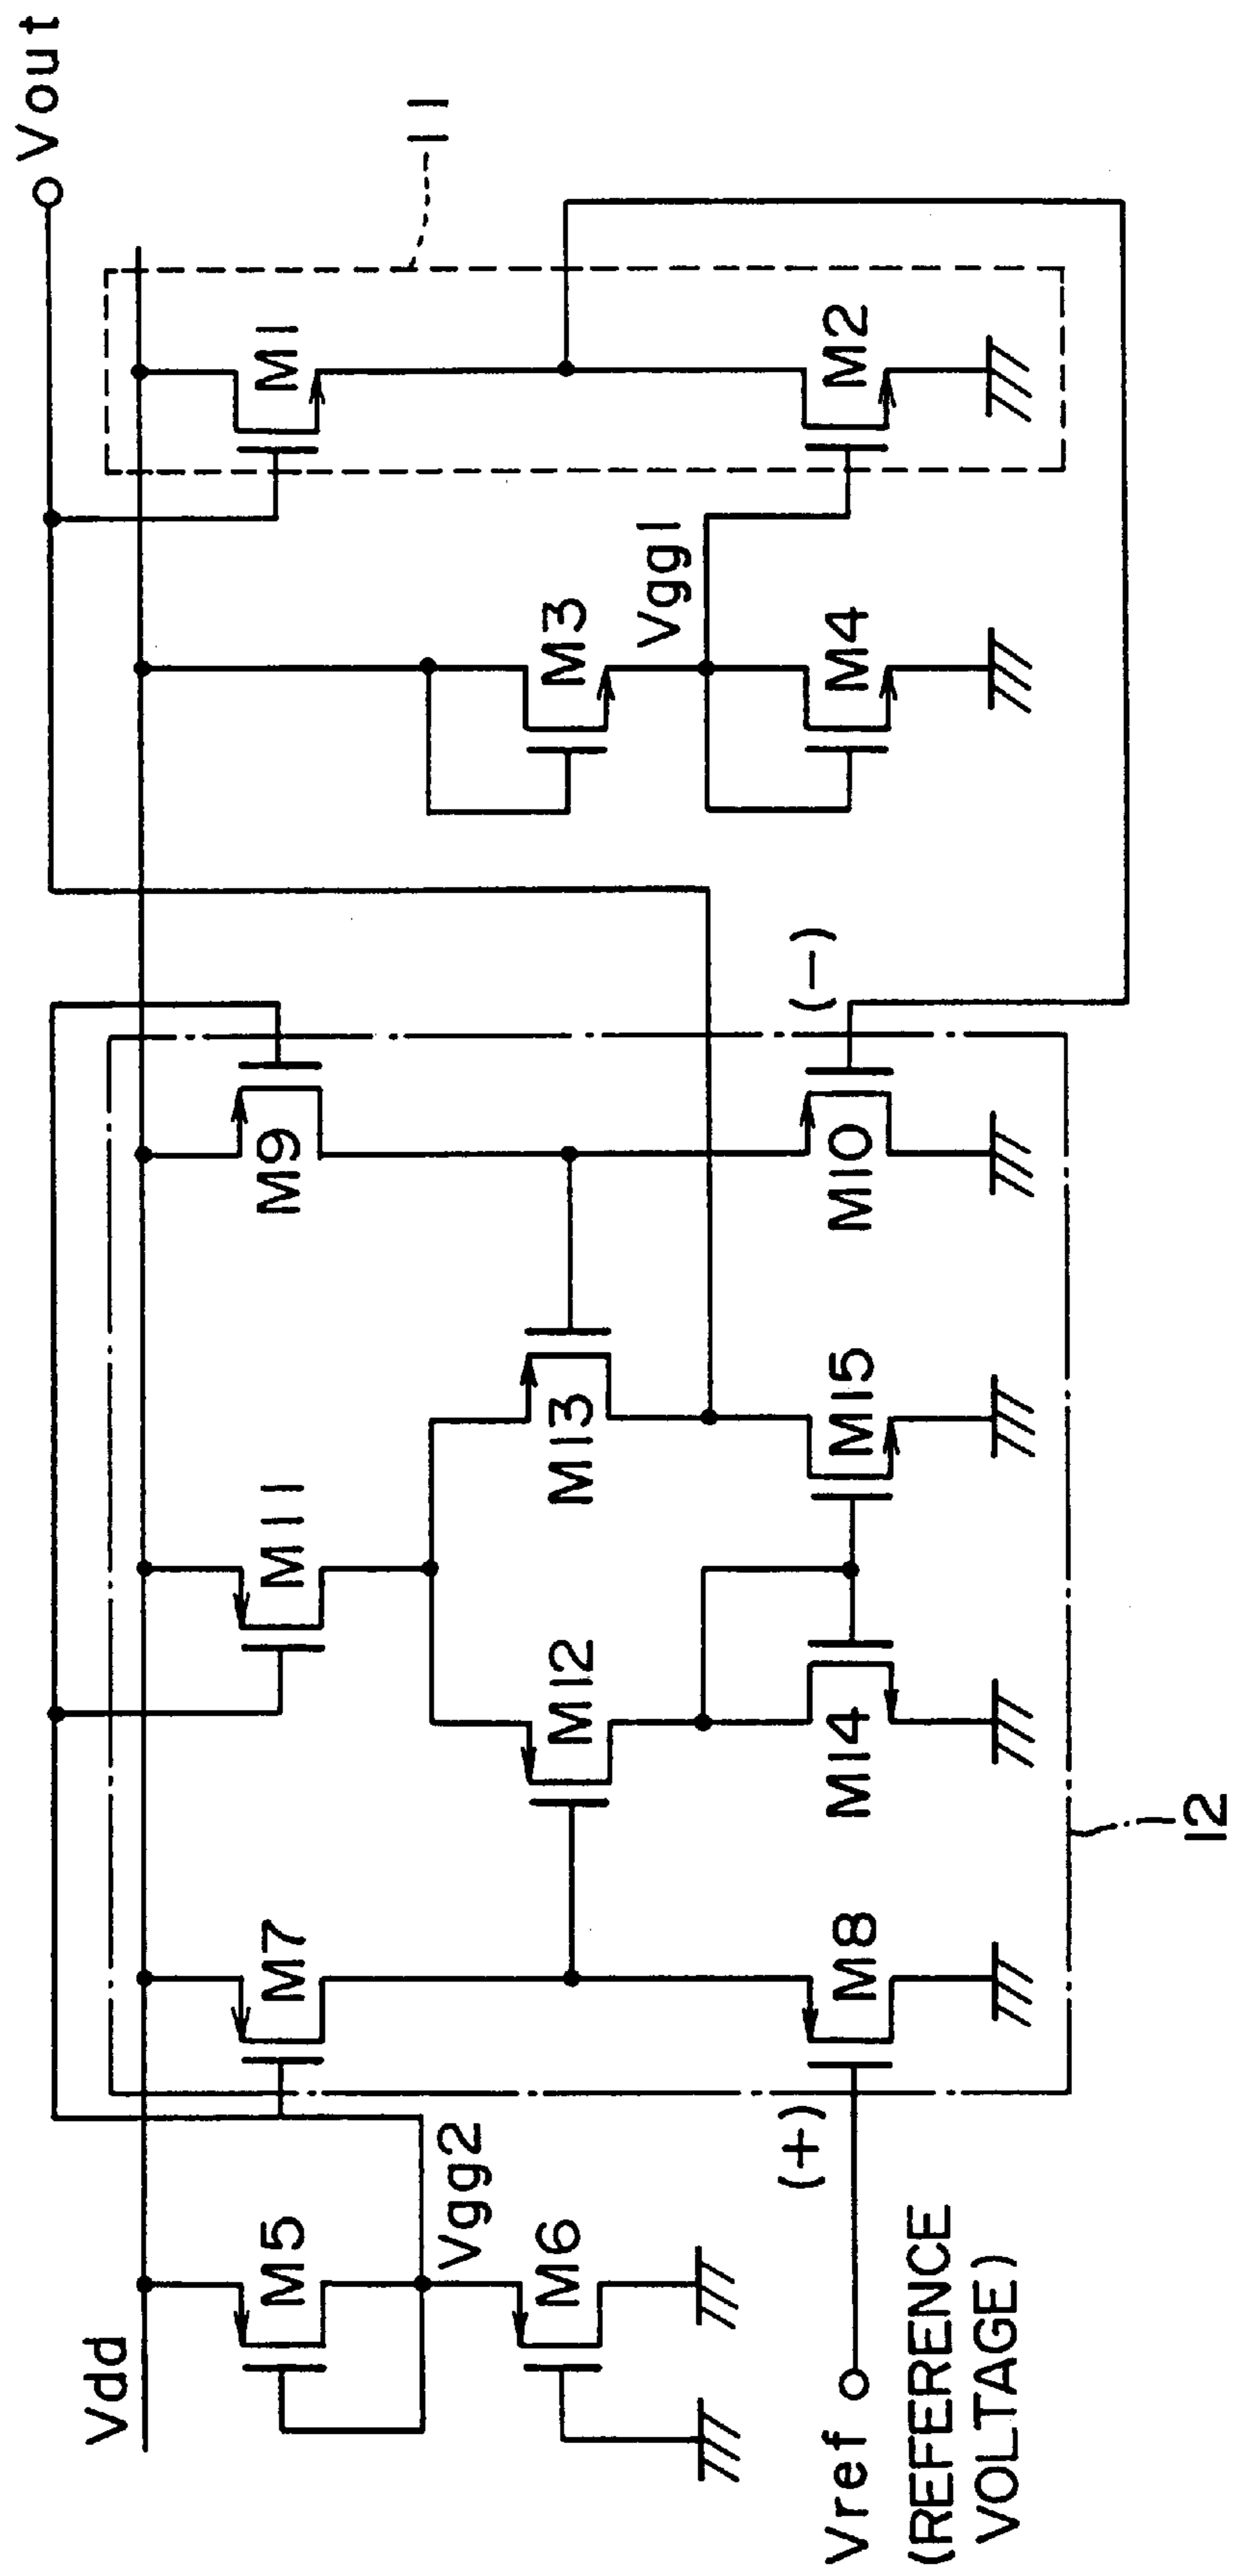 Vdd
Vout
11
M5
M7
M11
M9
M1
Vgg2
M6
M12
M13
M3
Vgg1
(+)
(−)
Vref
(REFERENCE
VOLTAGE)
M8
M14
M15
M10
M4
M2
12